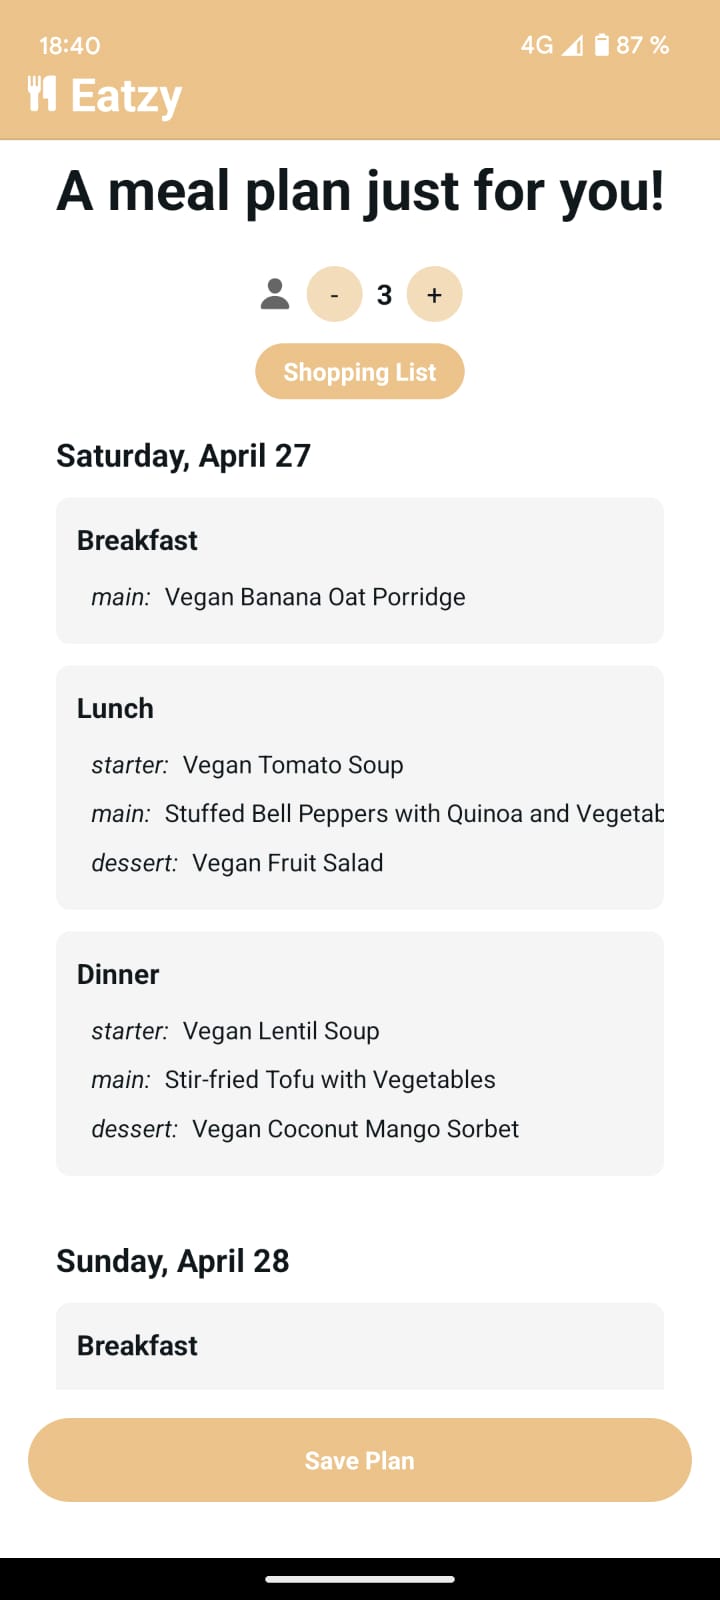 18:40
4G 87 %
Eatzy
A meal plan just for you!
- 3 +
Shopping List
Saturday, April 27
Breakfast
main: Vegan Banana Oat Porridge
Lunch
starter: Vegan Tomato Soup
main: Stuffed Bell Peppers with Quinoa and Vegetab
dessert: Vegan Fruit Salad
Dinner
starter: Vegan Lentil Soup
main: Stir-fried Tofu with Vegetables
dessert: Vegan Coconut Mango Sorbet
Sunday, April 28
Breakfast
Save Plan